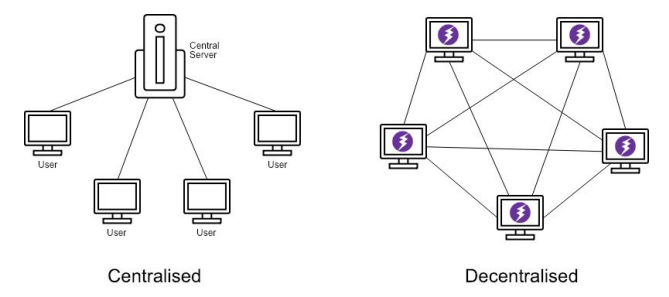 Central
Server
User
User
User
User
Centralised
Decentralised